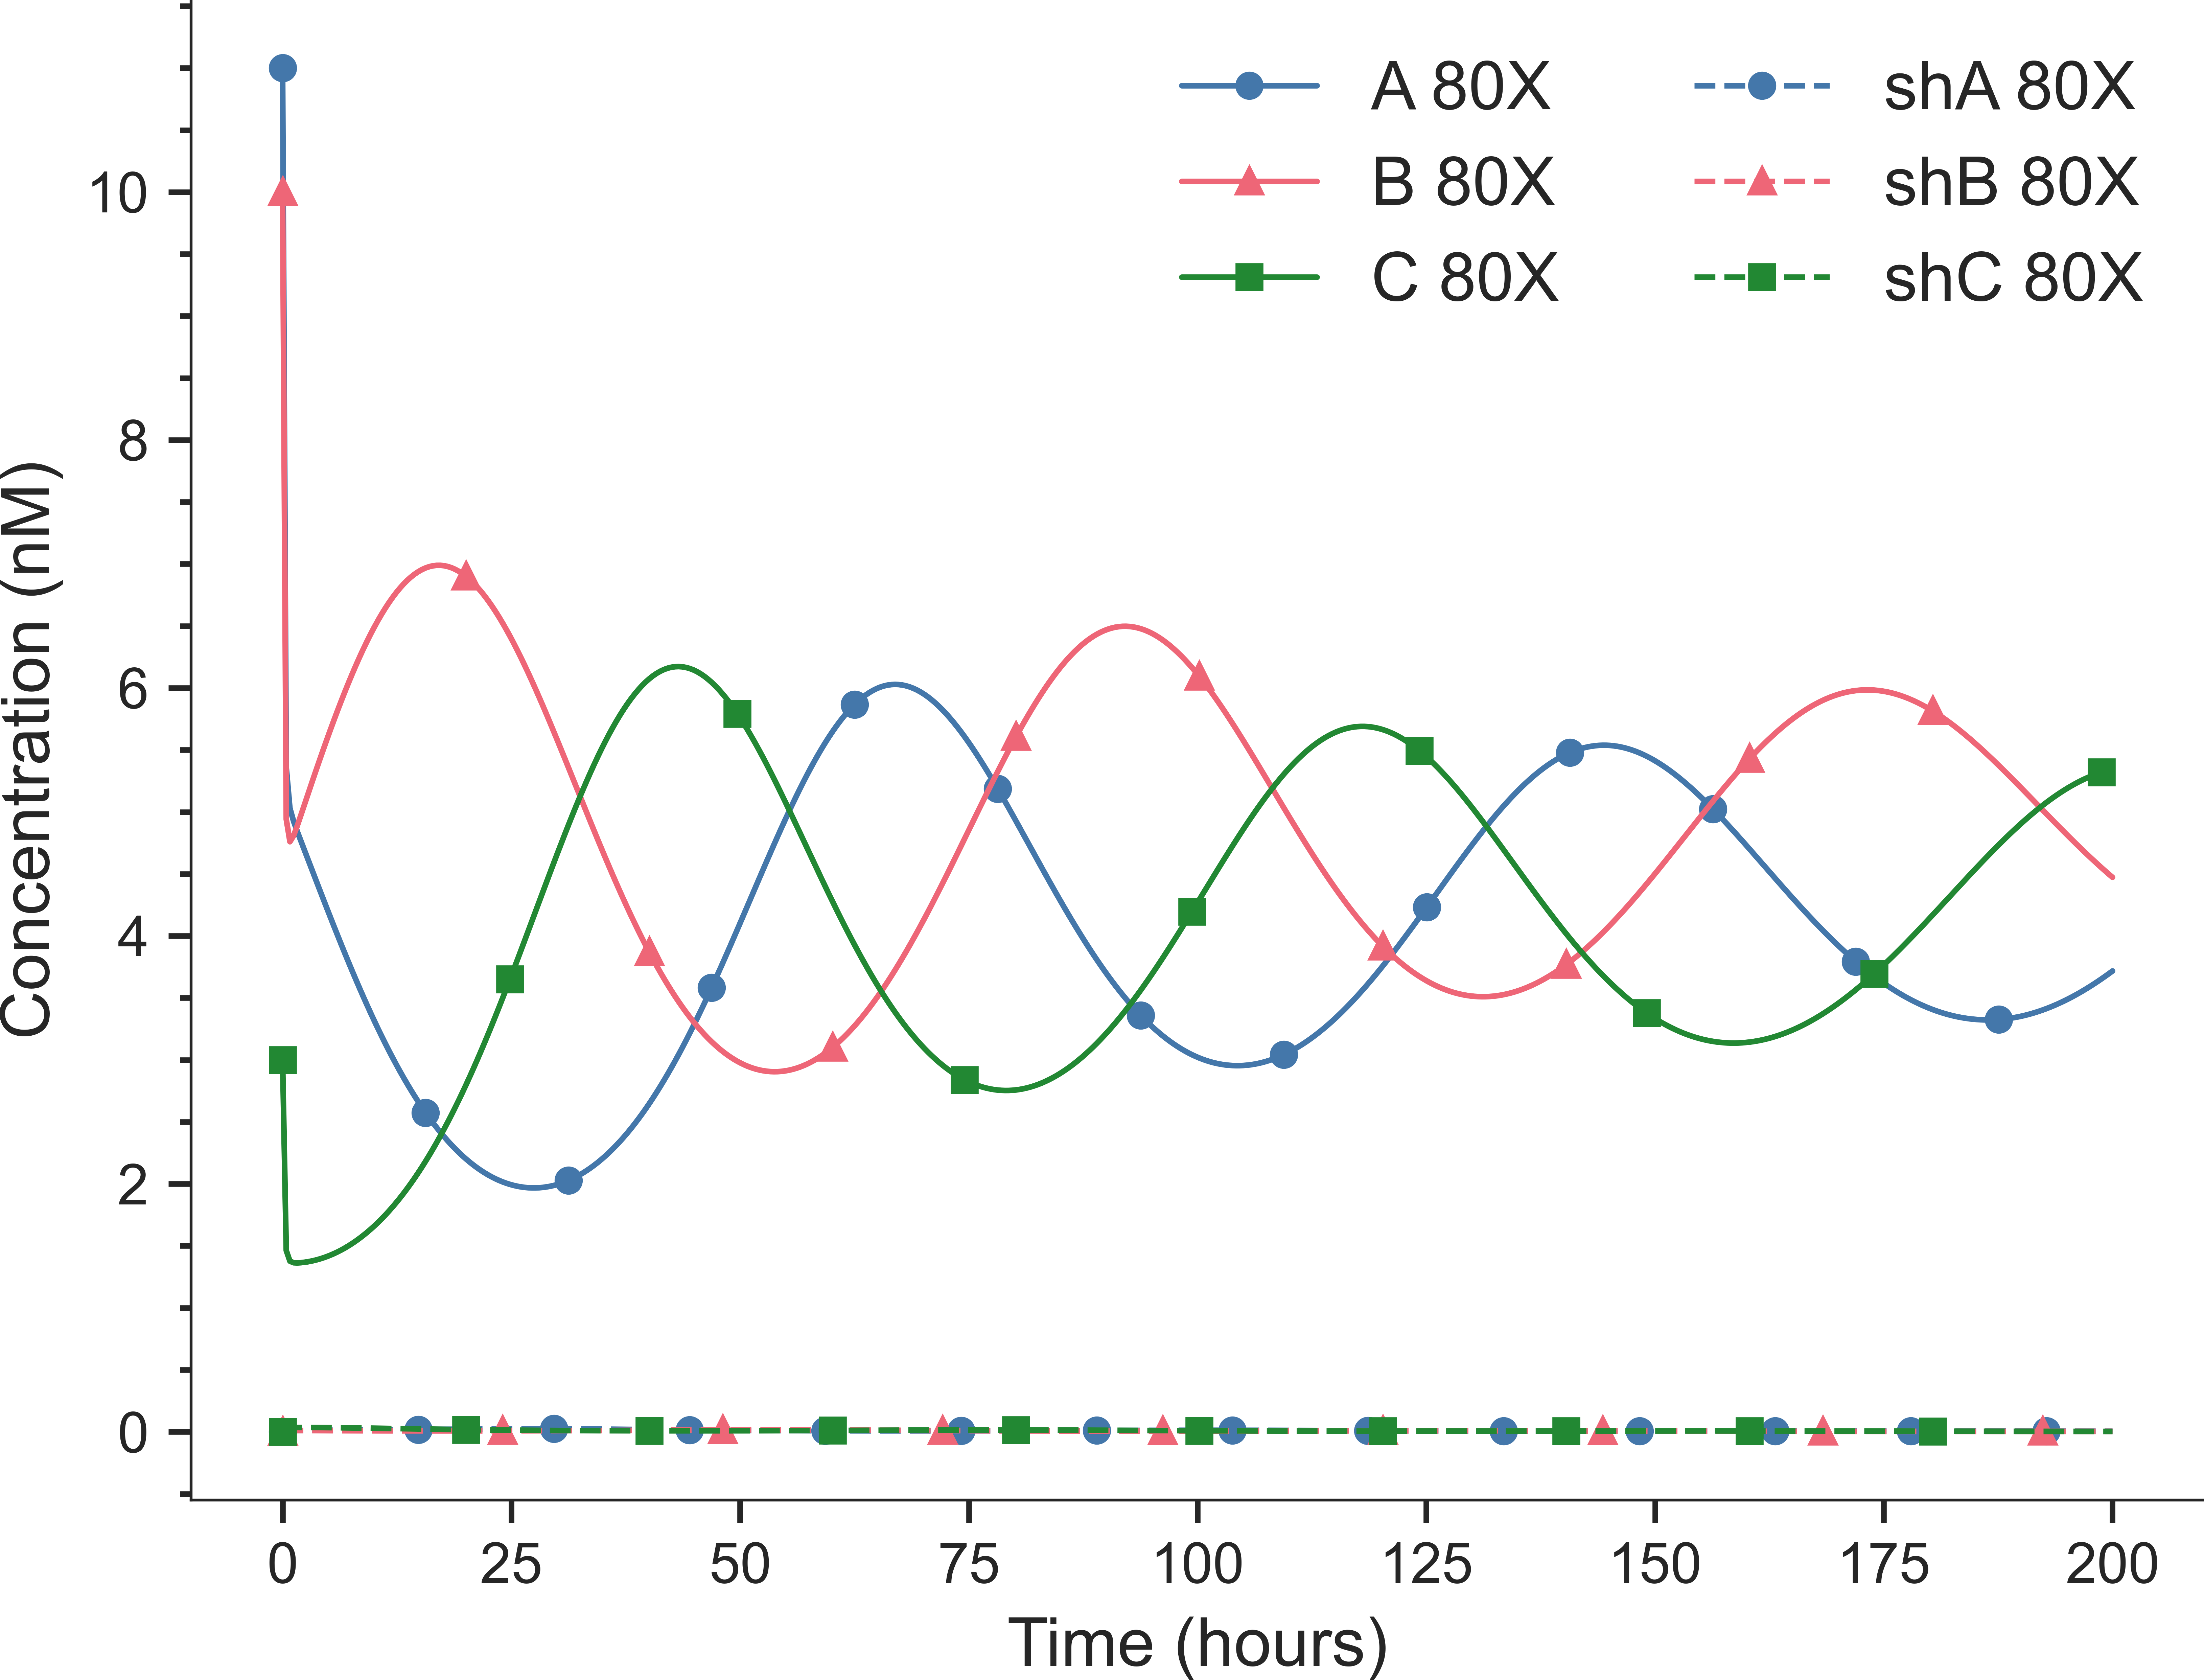 A 80X
B 80X
C 80X
shA 80X
shB 80X
shC 80X
Concentration (nM)
10
8
6
4
2
0
0 25 50 75 100 125 150 175 200
Time (hours)